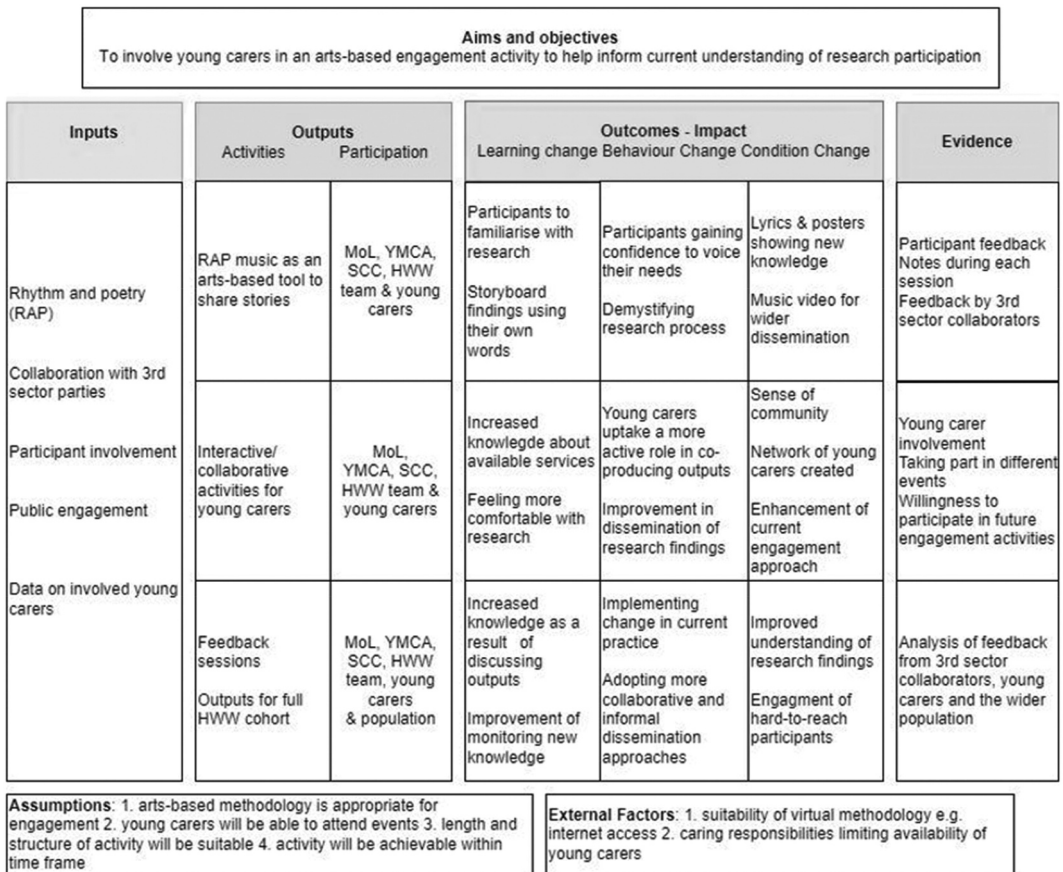 Aims and objectives
To involve young carers in an arts-based engagement activity to help inform current understanding of research participation
Inputs
Outputs
Activities Participation
Outcomes - Impact
Learning change Behaviour Change Condition Change
Evidence
Rhythm and poetry
(RAP)
Collaboration with 3rd
sector parties
Participant involvement
Public engagement
Data on involved young
carers
RAP music as an
arts-based tool to
share stories
MoL, YMCA,
SCC, HWW
team & young
carers
Participants to
familiarise with
research
Storyboard
findings using
their own
words
Participants gaining
confidence to voice
their needs
Demystifying
research process
Lyrics & posters
showing new
knowledge
Music video for
wider
dissemination
Participant feedback
Notes during each
session
Feedback by 3rd
sector collaborators
Interactive/
collaborative
activities for
young carers
MoL,
YMCA, SCC,
HWW team &
young carers
Increased
knowlegde about
available services
Feeling more
comfortable with
research
Young carers
uptake a more
active role in co-
producing outputs
Improvement in
dissemination of
research findings
Sense of
community
Network of young
carers created
Enhancement of
current
engagement
approach
Young carer
involvement
Taking part in different
events
Willingness to
participate in future
engagement activities
Feedback
sessions
Outputs for full
HWW cohort
MoL, YMCA,
SCC, HWW
team, young
carers
& population
Increased
knowledge as a
result of
discussing
outputs
Improvement of
monitoring new
knowledge
Implementing
change in current
practice
Adopting more
collaborative and
informal
dissemination
approaches
Improved
understanding of
research findings
Engagment of
hard-to-reach
participants
Analysis of feedback
from 3rd sector
collaborators, young
carers and the wider
population
Assumptions: 1. arts-based methodology is appropriate for
engagement 2. young carers will be able to attend events 3. length and
structure of activity will be suitable 4. activity will be achievable within
time frame
External Factors: 1. suitability of virtual methodology e.g.
internet access 2. caring responsibilities limiting availability of
young carers